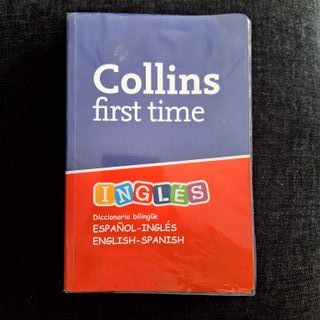 Collins
first time
INGLÉS
Diccionario bilingüe
ESPAÑOL-INGLÉS
ENGLISH-SPANISH